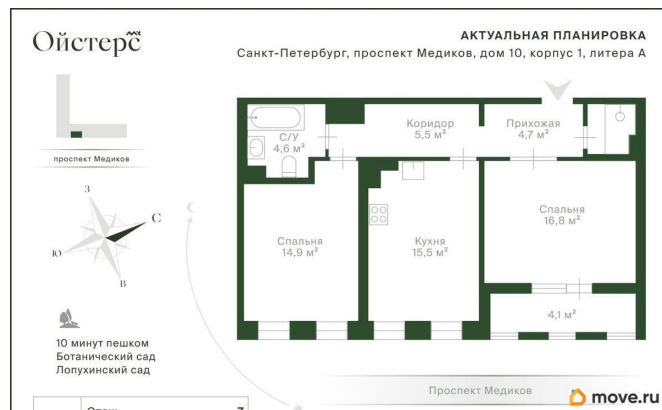 Ойстерс
АКТУАЛЬНАЯ ПЛАНИРОВКА
Санкт-Петербург, проспект Медиков, дом 10, корпус 1, литера А
проспект Медиков
З
С
Ю
В
10 минут пешком
Ботанический сад
Лопухинский сад
С/У
4,6 м²
Коридор
5,5 м²
Прихожая
4,7 м²
Спальня
14,9 м²
Кухня
15,5 м²
Спальня
16,8 м²
4,1 м²
Проспект Медиков
Этаж 7
move.ru